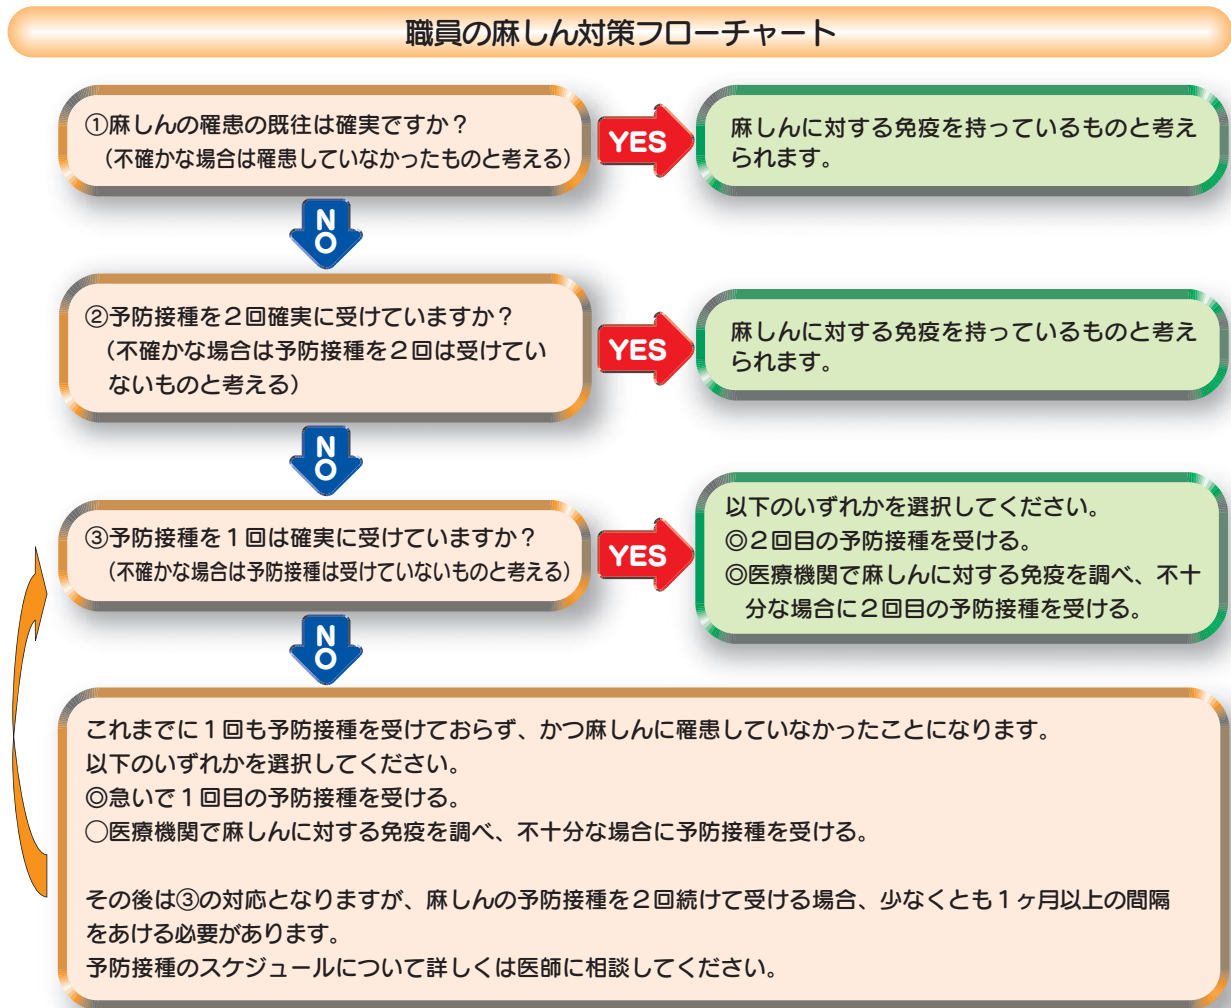 職員の麻しん対策フローチャート
①麻しんの罹患の既往は確実ですか？
（不確かな場合は罹患していなかったものと考える）
YES
麻しんに対する免疫を持っているものと考え
られます。
NO
②予防接種を２回確実に受けていますか？
（不確かな場合は予防接種を２回は受けてい
ないものと考える）
YES
麻しんに対する免疫を持っているものと考え
られます。
NO
③予防接種を１回は確実に受けていますか？
（不確かな場合は予防接種は受けていないものと考える）
YES
以下のいずれかを選択してください。
◎２回目の予防接種を受ける。
◎医療機関で麻しんに対する免疫を調べ、不十
分な場合に２回目の予防接種を受ける。
NO
これまでに１回も予防接種を受けておらず、かつ麻しんに罹患していなかったことになります。
以下のいずれかを選択してください。
◎急いで１回目の予防接種を受ける。
○医療機関で麻しんに対する免疫を調べ、不十分な場合に予防接種を受ける。
その後は③の対応となりますが、麻しんの予防接種を２回続けて受ける場合、少なくとも１ヶ月以上の間隔
をあける必要があります。
予防接種のスケジュールについて詳しくは医師に相談してください。